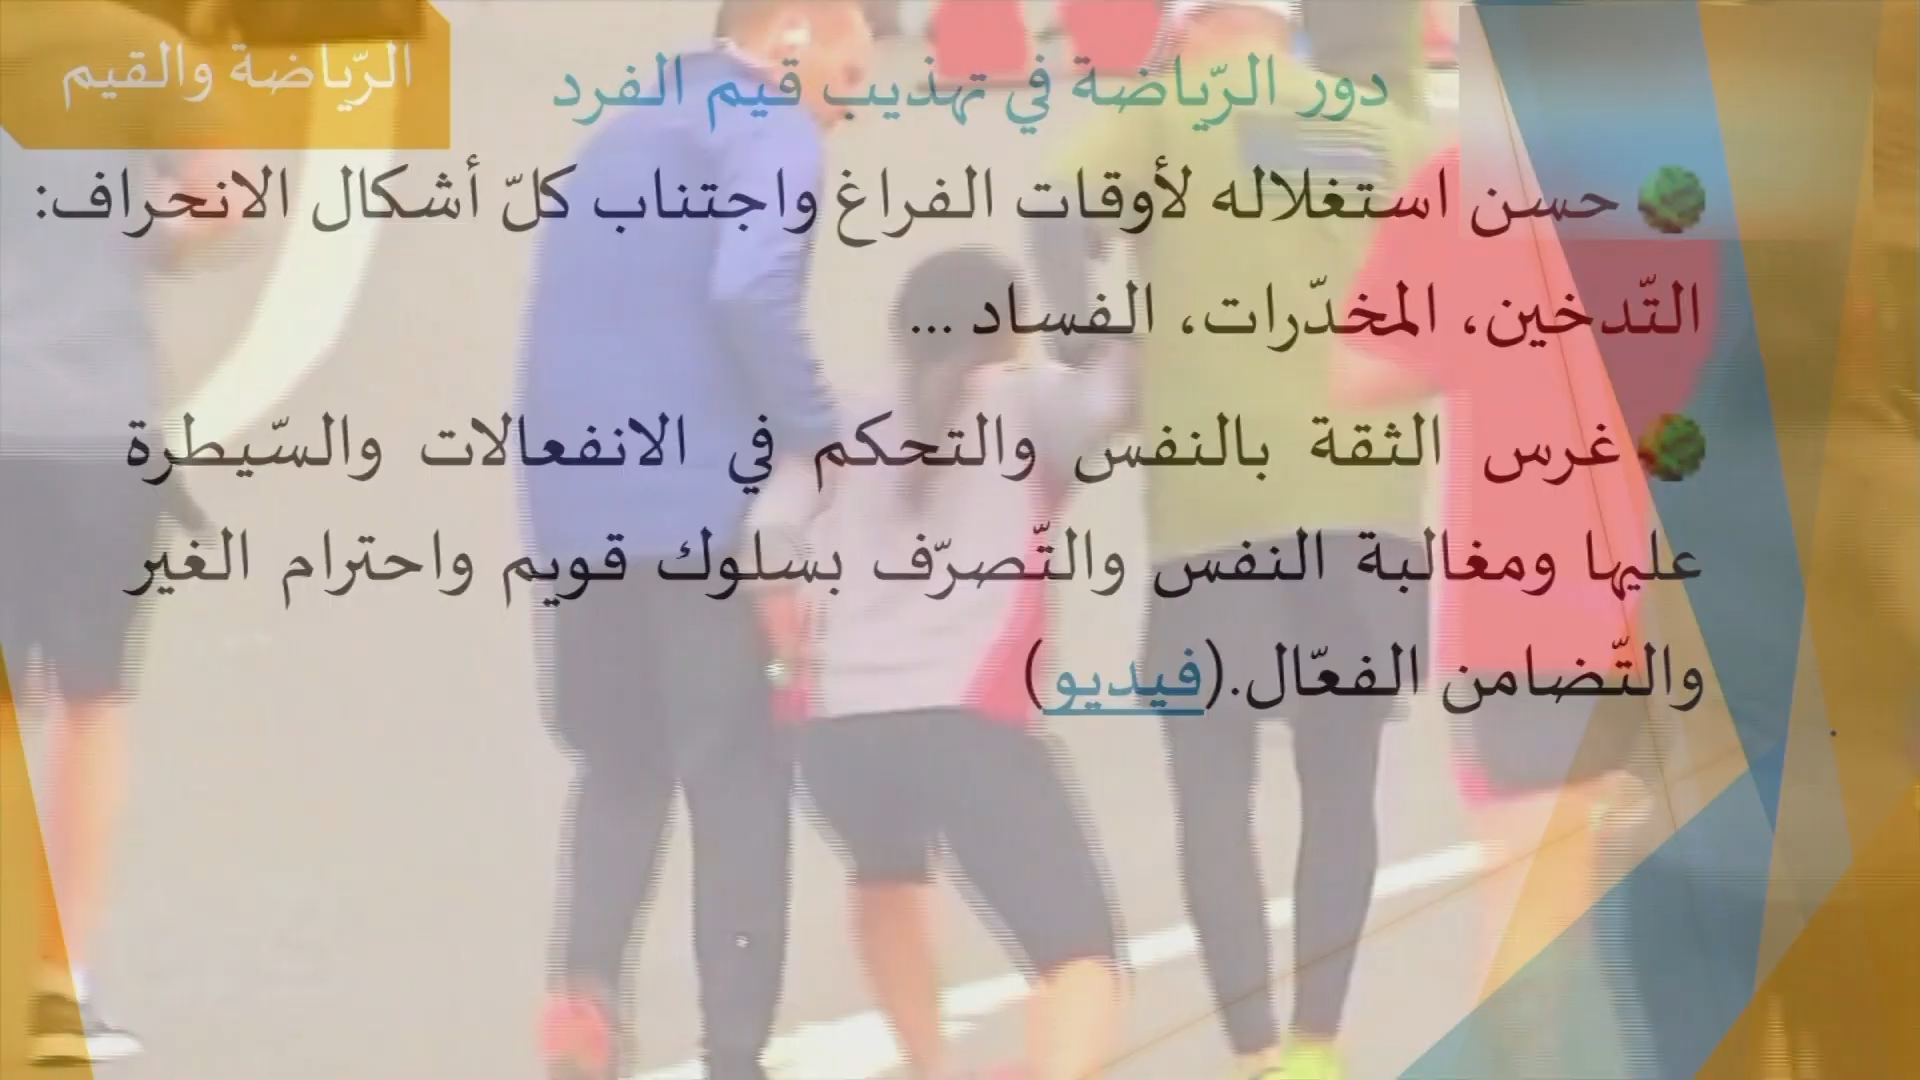 الرّياضة والقيم
دور الرّياضة في تهذيب قيم الفرد
حسن استغلاله لأوقات الفراغ واجتناب كلّ أشكال الانحراف:
التّدخين، المخدّرات، الفساد ...
غرس الثقة بالنفس والتحكم في الانفعالات والسّيطرة
عليها ومغالبة النفس والتّصرّف بسلوك قويم واحترام الغير
والتّضامن الفعّال.(فيديو)